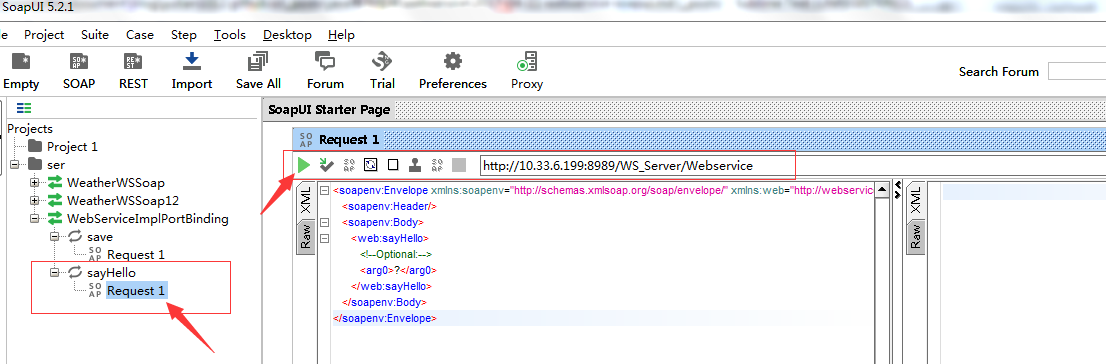 SoapUI 5.2.1
le Project Suite Case Step Tools Desktop Help
Empty SOAP REST Import Save All Forum Trial Preferences Proxy
Search Forum
SoapUI Starter Page
Projects
Project 1
ser
WeatherWSSoap
WeatherWSSoap12
WebServiceImplPortBinding
save
Request 1
sayHello
Request 1
Request 1
http://10.33.6.199:8989/WS_Server/Webservice
XML
Raw
<soapenv:Envelope xmlns:soapenv="http://schemas.xmlsoap.org/soap/envelope/" xmlns:web="http://webservic
<soapenv:Header/>
<soapenv:Body>
<web:sayHello>
<!--Optional:-->
<arg0>?</arg0>
</web:sayHello>
</soapenv:Body>
</soapenv:Envelope>
XML
Raw